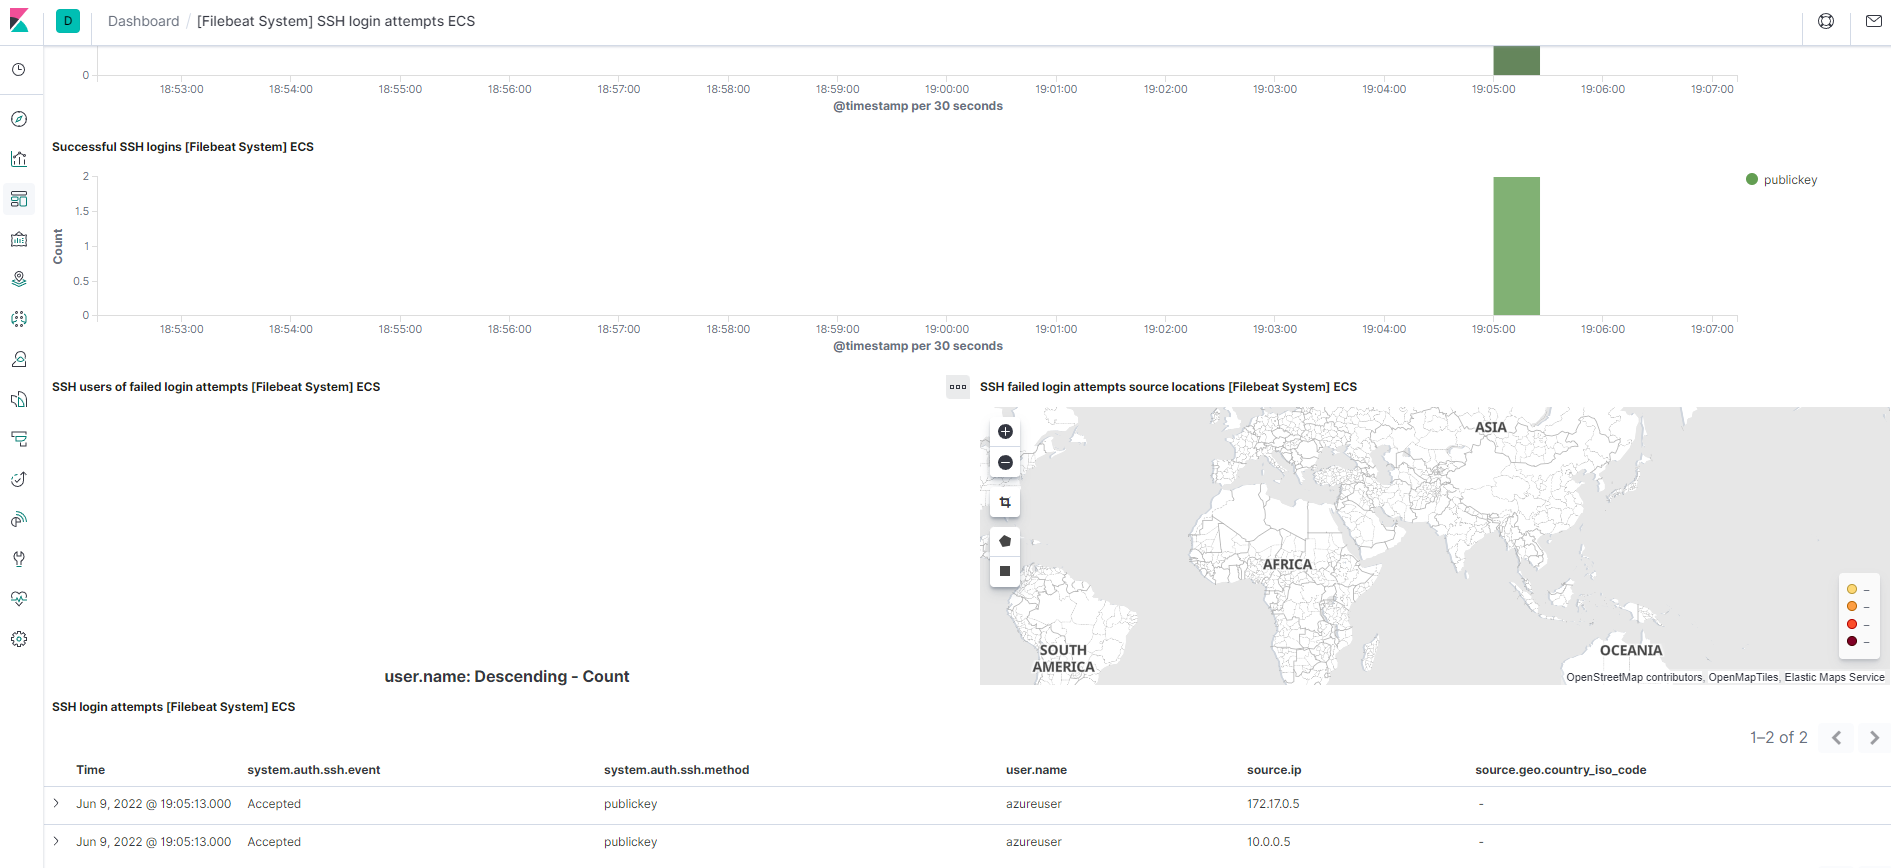 D Dashboard / [Filebeat System] SSH login attempts ECS
0
18:53:00 18:54:00 18:55:00 18:56:00 18:57:00 18:58:00 18:59:00 19:00:00 19:01:00 19:02:00 19:03:00 19:04:00 19:05:00 19:06:00 19:07:00
@timestamp per 30 seconds
Successful SSH logins [Filebeat System] ECS
2
1.5
1
0.5
0
Count
publickey
18:53:00 18:54:00 18:55:00 18:56:00 18:57:00 18:58:00 18:59:00 19:00:00 19:01:00 19:02:00 19:03:00 19:04:00 19:05:00 19:06:00 19:07:00
@timestamp per 30 seconds
SSH users of failed login attempts [Filebeat System] ECS
user.name: Descending - Count
SSH failed login attempts source locations [Filebeat System] ECS
ASIA
AFRICA
SOUTH
AMERICA
OCEANIA
–
–
–
–
OpenStreetMap contributors, OpenMapTiles, Elastic Maps Service
SSH login attempts [Filebeat System] ECS
1–2 of 2
Time system.auth.ssh.event system.auth.ssh.method user.name source.ip source.geo.country_iso_code
Jun 9, 2022 @ 19:05:13.000 Accepted publickey azureuser 172.17.0.5 -
Jun 9, 2022 @ 19:05:13.000 Accepted publickey azureuser 10.0.0.5 -